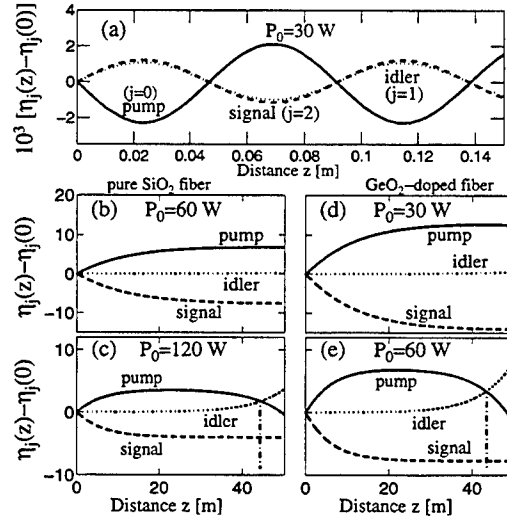 (a)
P₀=30 W
10³ [ηⱼ(z)−ηⱼ(0)]
4
2
0
−2
(j=0)
pump
signal (j=2)
idler
(j=1)
0 0.02 0.04 0.06 0.08 0.1 0.12 0.14
Distance z [m]
pure SiO₂ fiber
GeO₂−doped fiber
(b)
P₀=60 W
ηⱼ(z)−ηⱼ(0)
20
10
0
−10
pump
idler
signal
(d)
P₀=30 W
pump
idler
signal
(c)
P₀=120 W
ηⱼ(z)−ηⱼ(0)
10
0
−10
pump
idler
signal
0 20 40
Distance z [m]
(e)
P₀=60 W
pump
idler
signal
0 20 40
Distance z [m]